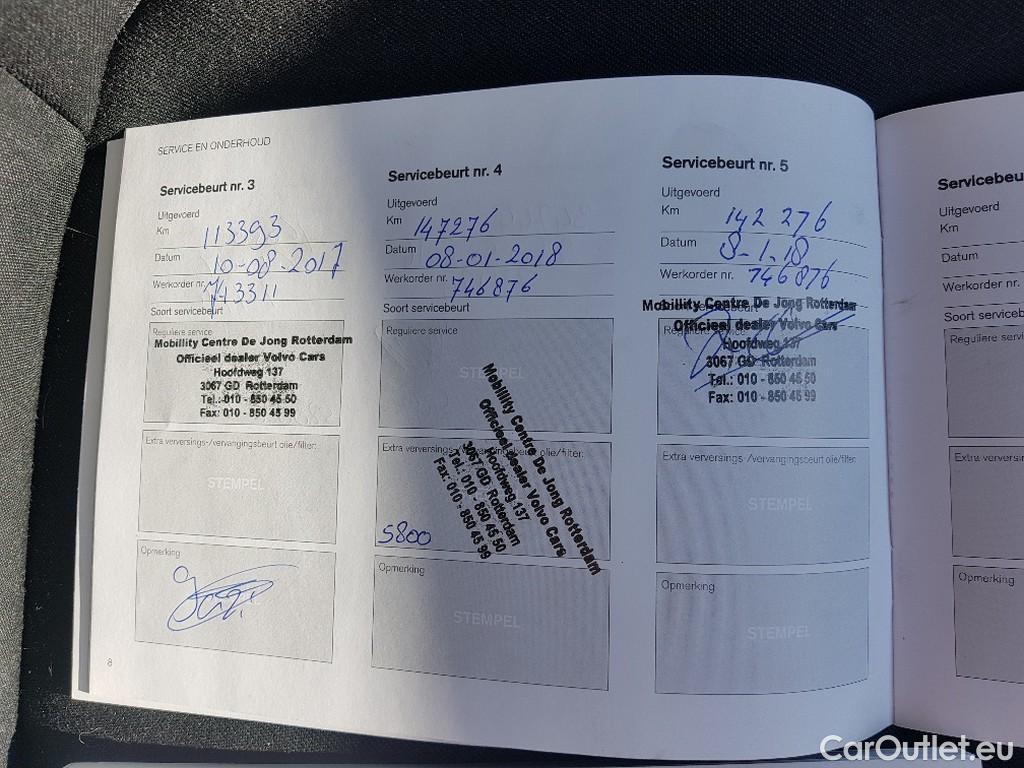 SERVICE EN ONDERHOUD
Servicebeurt nr. 3
Uitgevoerd
Km 113393
Datum 10-08-2017
Werkorder nr. 743311
Soort servicebeurt
Reguliere service
Mobillity Centre De Jong Rotterdam
Officieel dealer Volvo Cars
Hoofdweg 137
3067 GD Rotterdam
Tel.: 010 - 850 45 50
Fax: 010 - 850 45 99
Extra verversings-/vervangingsbeurt olie/filter:
STEMPEL
Opmerking
8
Servicebeurt nr. 4
Uitgevoerd
Km 147276
Datum 08-01-2018
Werkorder nr. 746876
Soort servicebeurt
Reguliere service
STEMPEL
Mobillity Centre De Jong Rotterdam
Officieel dealer Volvo Cars
Hoofdweg 137
3067 GD Rotterdam
Tel.: 010 - 850 45 50
Fax: 010 - 850 45 99
Extra verversings-/vervangingsbeurt olie/filter:
5800
Opmerking
STEMPEL
Servicebeurt nr. 5
Uitgevoerd
Km 142 276
Datum 8-1-18
Werkorder nr. 746876
Mobillity Centre De Jong Rotterdam
Officieel dealer Volvo Cars
Hoofdweg 137
3067 GD Rotterdam
Tel.: 010 - 850 45 50
Fax: 010 - 850 45 99
Extra verversings-/vervangingsbeurt olie/filter:
STEMPEL
Opmerking
STEMPEL
Servicebeu
Uitgevoerd
Km
Datum
Werkorder nr.
Soort serviceb
Reguliere servi
Extra verversin
Opmerking
CarOutlet.eu